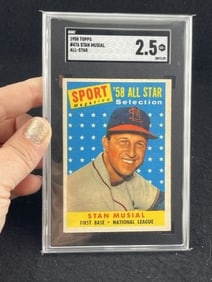 1958 TOPPS
#476 STAN MUSIAL
ALL-STAR
2.5
SPORT
Magazine
'58 ALL STAR
Selection
STAN MUSIAL
FIRST BASE • NATIONAL LEAGUE